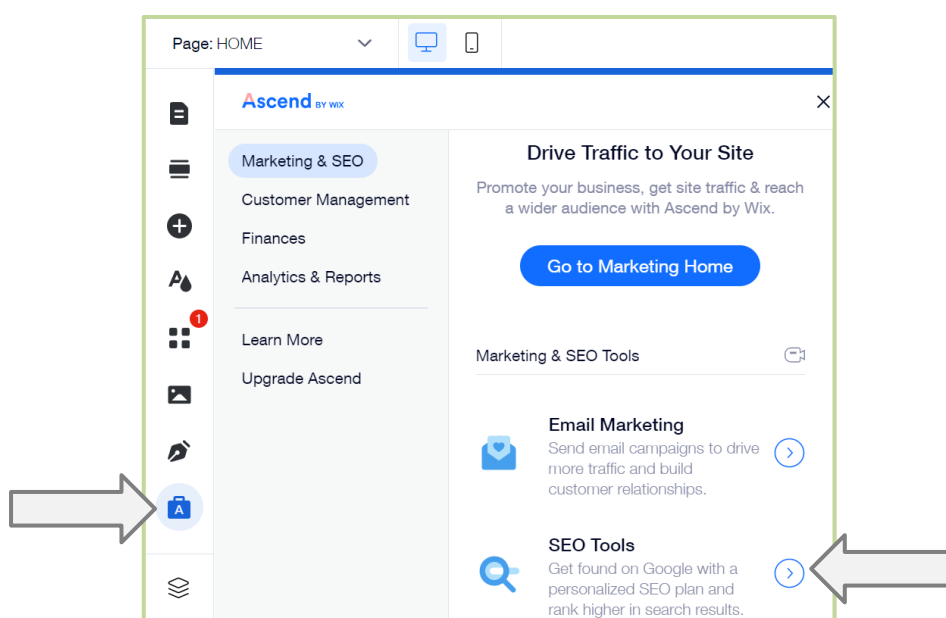 Page: HOME
Ascend BY WIX
Marketing & SEO
Customer Management
Finances
Analytics & Reports
Learn More
Upgrade Ascend
1
A
Drive Traffic to Your Site
Promote your business, get site traffic & reach
a wider audience with Ascend by Wix.
Go to Marketing Home
Marketing & SEO Tools
Email Marketing
Send email campaigns to drive
more traffic and build
customer relationships.
SEO Tools
Get found on Google with a
personalized SEO plan and
rank higher in search results.